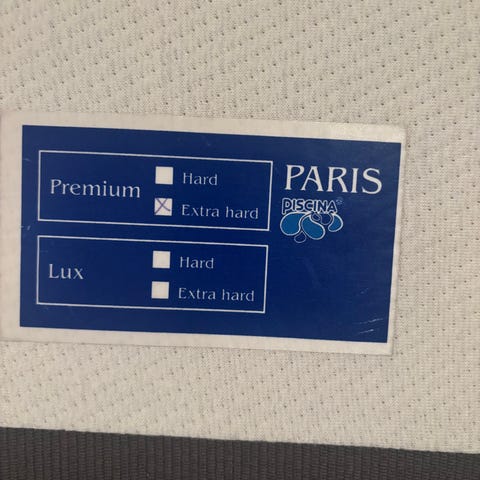 PARIS
PISCINA®
Premium
Hard
Extra hard
Lux
Hard
Extra hard